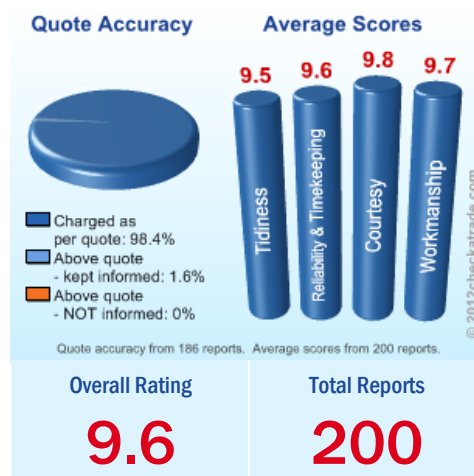 Quote Accuracy
Average Scores
9.5
9.6
9.8
9.7
Tidiness
Reliability & Timekeeping
Courtesy
Workmanship
Charged as
per quote: 98.4%
Above quote
- kept informed: 1.6%
Above quote
- NOT informed: 0%
© 2012checkatrade.com
Quote accuracy from 186 reports. Average scores from 200 reports.
Overall Rating
Total Reports
9.6
200